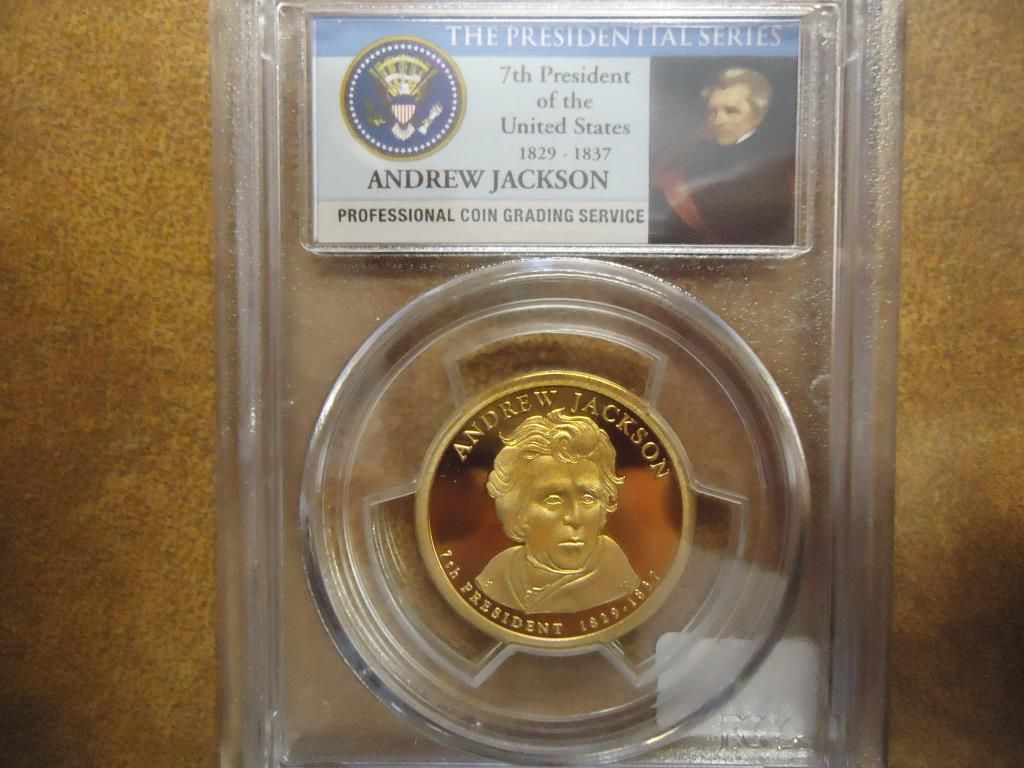 THE PRESIDENTIAL SERIES
7th President
of the
United States
1829 - 1837
ANDREW JACKSON
PROFESSIONAL COIN GRADING SERVICE
ANDREW JACKSON
7th PRESIDENT 1829-1837